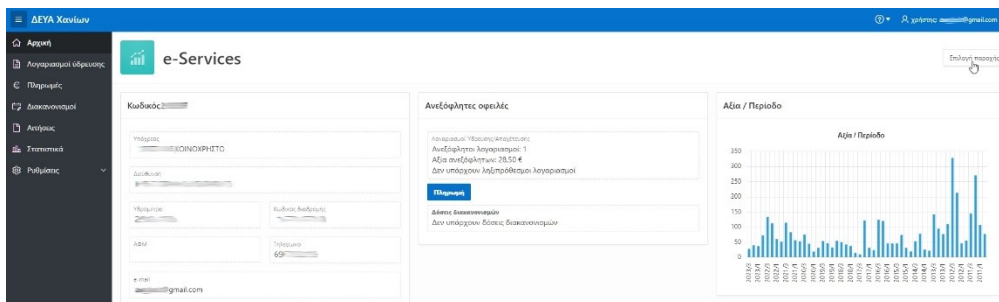 ΔΕΥΑ Χανίων
χρήστης: @gmail.com
Αρχική
Λογαριασμοί ύδρευσης
Πληρωμές
Διακανονισμοί
Αιτήσεις
Στατιστικά
Ρυθμίσεις
e-Services
Επιλογή παροχής
Κωδικός:
Υπόχρεος
ΚΟΙΝΟΧΡΗΣΤΟ
Διεύθυνση
Υδρόμετρο
Κωδικός διαδρομής
ΑΦΜ
Τηλέφωνο
69
e-mail
@gmail.com
Ανεξόφλητες οφειλές
Λογαριασμοί Ύδρευσης/Αποχέτευσης
Ανεξόφλητοι λογαριασμοί: 1
Αξία ανεξόφλητων: 28,50 €
Δεν υπάρχουν ληξιπρόθεσμοι λογαριασμοί
Πληρωμή
Δόσεις διακανονισμών
Δεν υπάρχουν δόσεις διακανονισμών
Αξία / Περίοδο
Αξία / Περίοδο
350
300
250
200
150
100
50
0